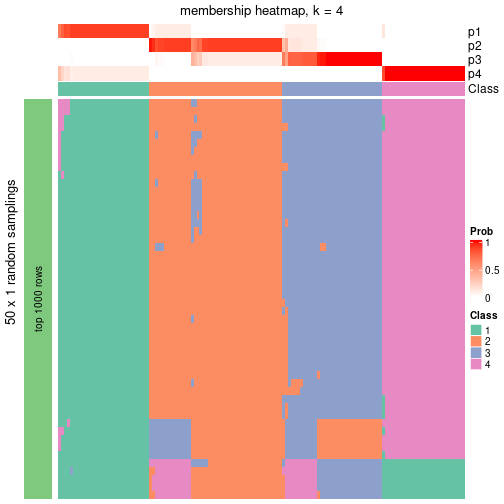 membership heatmap, k = 4
p1
p2
p3
p4
Class
50 x 1 random samplings
top 1000 rows
Prob
1
0.5
0
Class
1
2
3
4